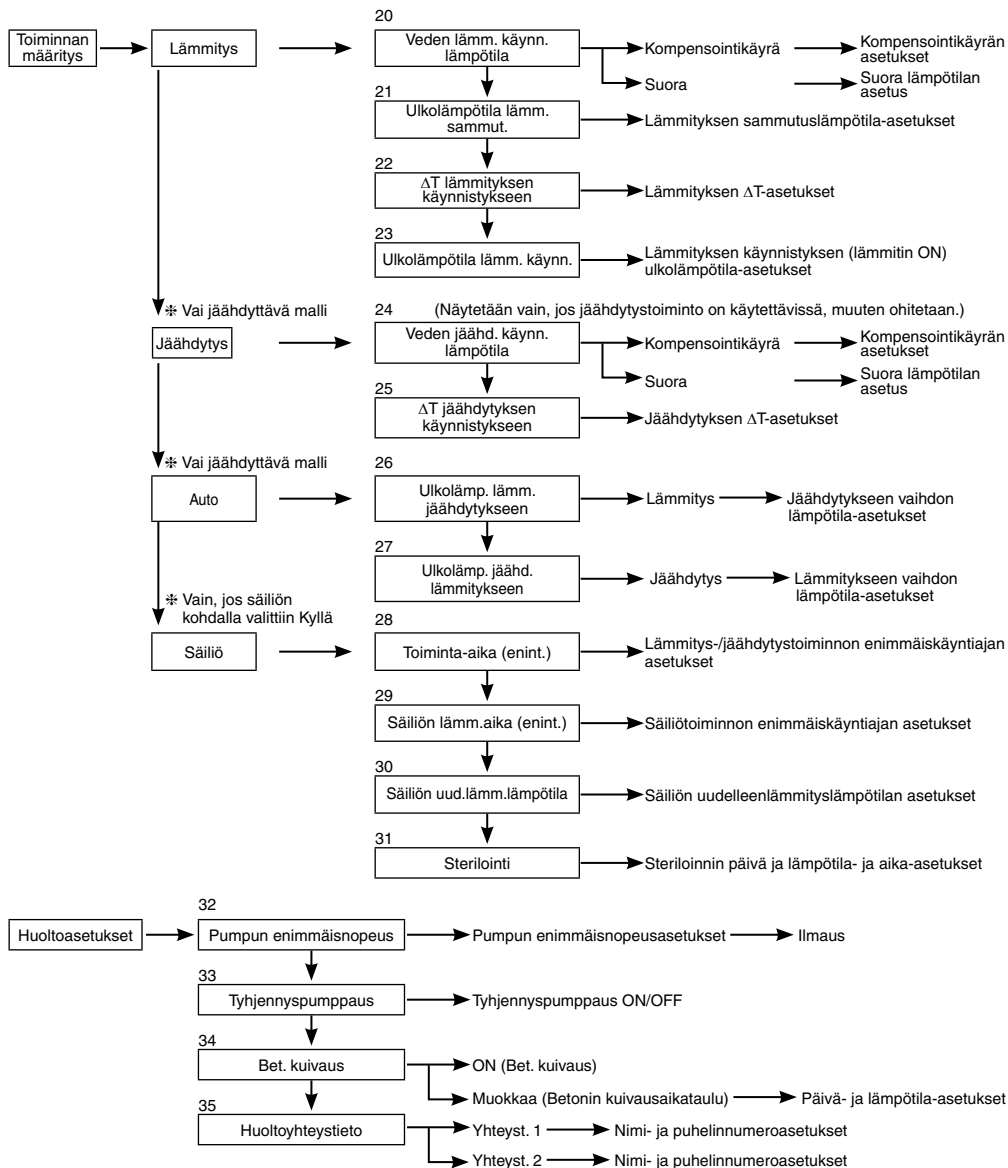 20
Toiminnan
määritys
Lämmitys
Veden lämm. käynn.
lämpötila
Kompensointikäyrä
Kompensointikäyrän
asetukset
Suora
Suora lämpötilan
asetus
21
Ulkolämpötila lämm.
sammut.
Lämmityksen sammutuslämpötila-asetukset
22
∆T lämmityksen
käynnistykseen
Lämmityksen ∆T-asetukset
23
Ulkolämpötila lämm. käynn.
Lämmityksen käynnistyksen (lämmitin ON)
ulkolämpötila-asetukset
❉ Vai jäähdyttävä malli
24
(Näytetään vain, jos jäähdytystoiminto on käytettävissä, muuten ohitetaan.)
Jäähdytys
Veden jäähd. käynn.
lämpötila
Kompensointikäyrä
Kompensointikäyrän
asetukset
Suora
Suora lämpötilan
asetus
25
∆T jäähdytyksen
käynnistykseen
Jäähdytyksen ∆T-asetukset
❉ Vai jäähdyttävä malli
26
Auto
Ulkolämp. lämm.
jäähdytykseen
Lämmitys
Jäähdytykseen vaihdon
lämpötila-asetukset
27
Ulkolämp. jäähd.
lämmitykseen
Jäähdytys
Lämmitykseen vaihdon
lämpötila-asetukset
❉ Vain, jos säiliön
kohdalla valittiin Kyllä
28
Säiliö
Toiminta-aika (enint.)
Lämmitys-/jäähdytystoiminnon enimmäiskäyntiajan
asetukset
29
Säiliön lämm.aika (enint.)
Säiliötoiminnon enimmäiskäyntiajan asetukset
30
Säiliön uud.lämm.lämpötila
Säiliön uudelleenlämmityslämpötilan asetukset
31
Sterilointi
Steriloinnin päivä ja lämpötila- ja aika-asetukset
32
Huoltoasetukset
Pumpun enimmäisnopeus
Pumpun enimmäisnopeusasetukset
Ilmaus
33
Tyhjennyspumppaus
Tyhjennyspumppaus ON/OFF
34
Bet. kuivaus
ON (Bet. kuivaus)
Muokkaa (Betonin kuivausaikataulu)
Päivä- ja lämpötila-asetukset
35
Huoltoyhteystieto
Yhteyst. 1
Nimi- ja puhelinnumeroasetukset
Yhteyst. 2
Nimi- ja puhelinnumeroasetukset